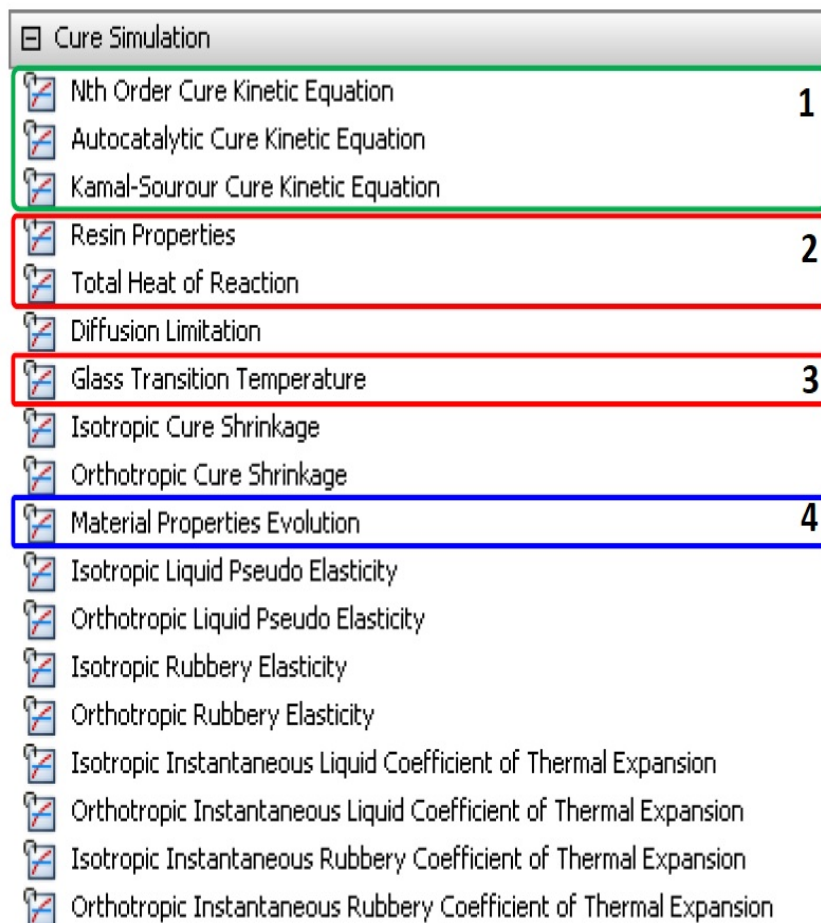 Cure Simulation
Nth Order Cure Kinetic Equation 1
Autocatalytic Cure Kinetic Equation
Kamal-Sourour Cure Kinetic Equation
Resin Properties 2
Total Heat of Reaction
Diffusion Limitation
Glass Transition Temperature 3
Isotropic Cure Shrinkage
Orthotropic Cure Shrinkage
Material Properties Evolution 4
Isotropic Liquid Pseudo Elasticity
Orthotropic Liquid Pseudo Elasticity
Isotropic Rubbery Elasticity
Orthotropic Rubbery Elasticity
Isotropic Instantaneous Liquid Coefficient of Thermal Expansion
Orthotropic Instantaneous Liquid Coefficient of Thermal Expansion
Isotropic Instantaneous Rubbery Coefficient of Thermal Expansion
Orthotropic Instantaneous Rubbery Coefficient of Thermal Expansion